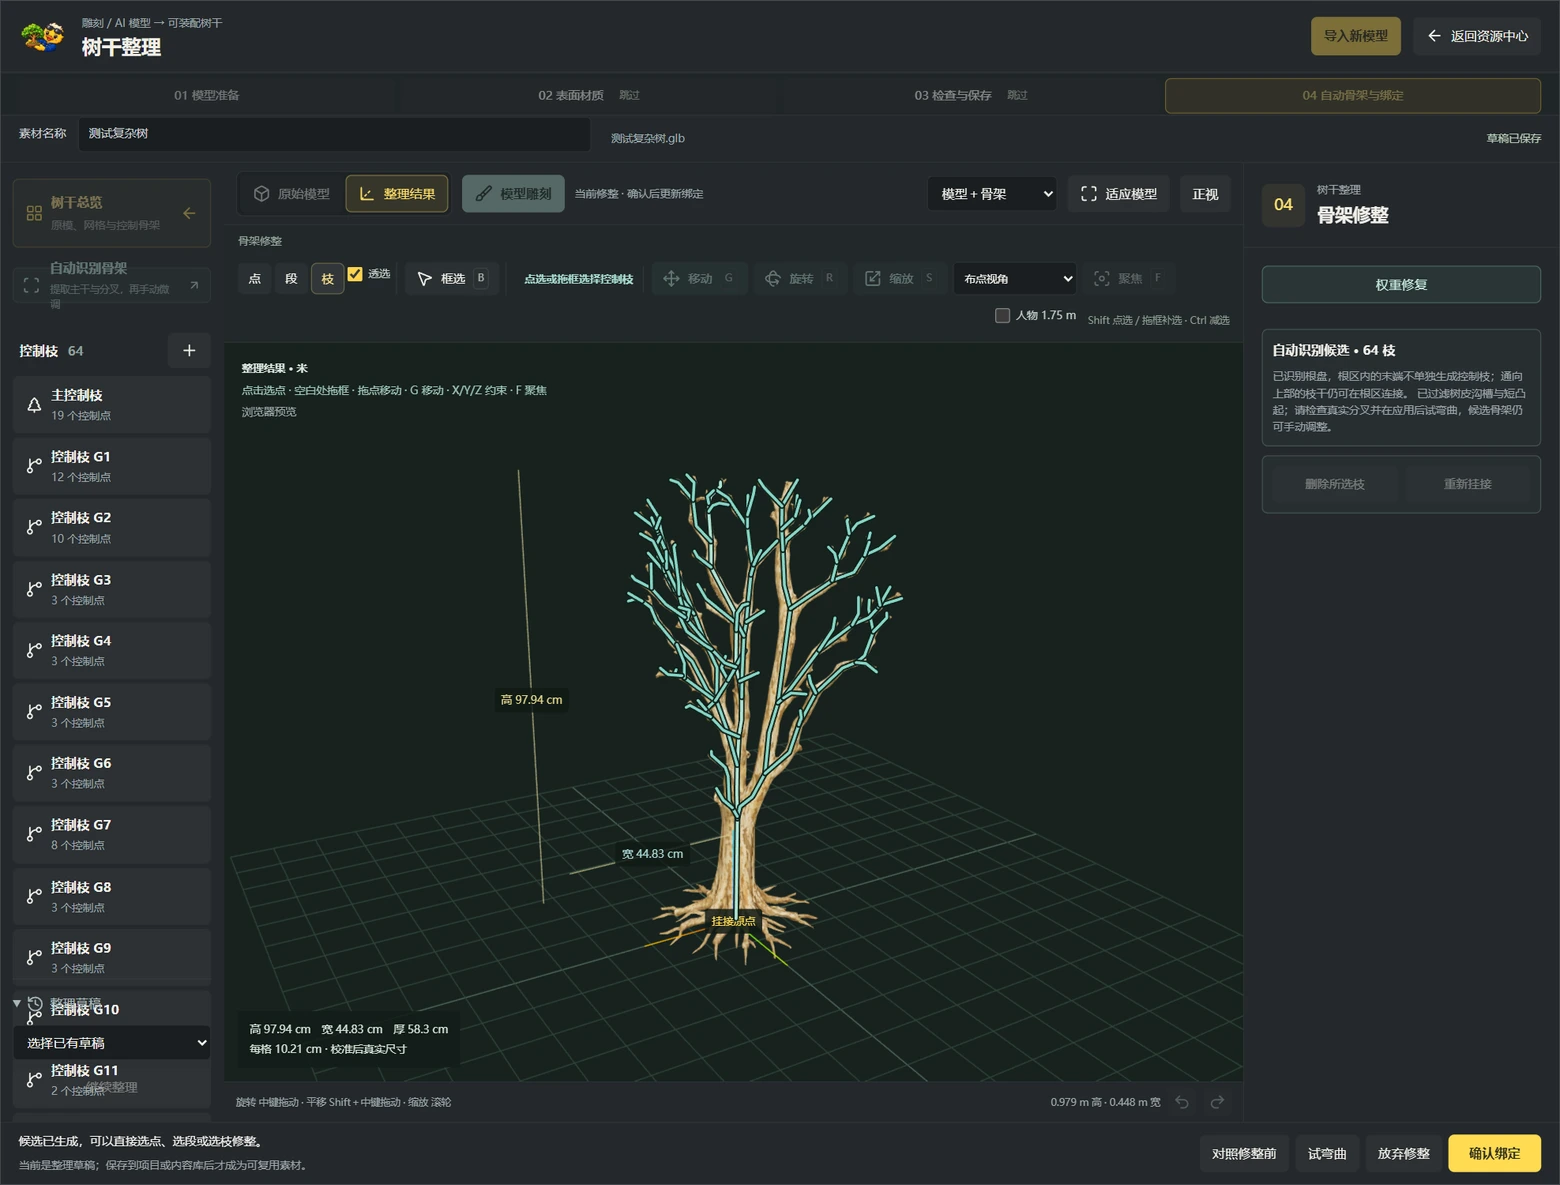 雕刻 / AI 模型 → 可装配树干
树干整理
导入新模型
← 返回资源中心
01 模型准备
02 表面材质 跳过
03 检查与保存 跳过
04 自动骨架与绑定
素材名称
测试复杂树
测试复杂树.glb
草稿已保存
树干总览
原模、网格与控制骨架
自动识别骨架
提取主干与分叉，再手动微调
控制枝 64
+
主控制枝
19 个控制点
控制枝 G1
12 个控制点
控制枝 G2
10 个控制点
控制枝 G3
3 个控制点
控制枝 G4
3 个控制点
控制枝 G5
3 个控制点
控制枝 G6
3 个控制点
控制枝 G7
8 个控制点
控制枝 G8
3 个控制点
控制枝 G9
3 个控制点
整理草稿
控制枝 G10
选择已有草稿
控制枝 G11
2 个控制点
继续整理
原始模型
整理结果
模型雕刻
当前修整 · 确认后更新绑定
模型 + 骨架
适应模型
正视
骨架修整
点
段
枝
透选
框选 B
点选或拖框选择控制枝
移动 G
旋转 R
缩放 S
布点视角
聚焦 F
人物 1.75 m
Shift 点选 / 拖框补选 · Ctrl 减选
整理结果 • 米
点击选点 · 空白处拖框 · 拖点移动 · G 移动 · X/Y/Z 约束 · F 聚焦
浏览器预览
高 97.94 cm
宽 44.83 cm
挂接原点
高 97.94 cm 宽 44.83 cm 厚 58.3 cm
每格 10.21 cm · 校准后真实尺寸
旋转 中键拖动 · 平移 Shift + 中键拖动 · 缩放 滚轮
0.979 m 高 · 0.448 m 宽
04
树干整理
骨架修整
权重修复
自动识别候选 • 64 枝
已识别根盘，根区内的末端不单独生成控制枝；通向
上部的枝干仍可在根区连接。 已过滤树皮沟槽与短凸
起；请检查真实分叉并在应用后试弯曲，候选骨架仍
可手动调整。
删除所选枝
重新挂接
候选已生成，可以直接选点、选段或选枝修整。
当前是整理草稿；保存到项目或内容库后才成为可复用素材。
对照修整前
试弯曲
放弃修整
确认绑定